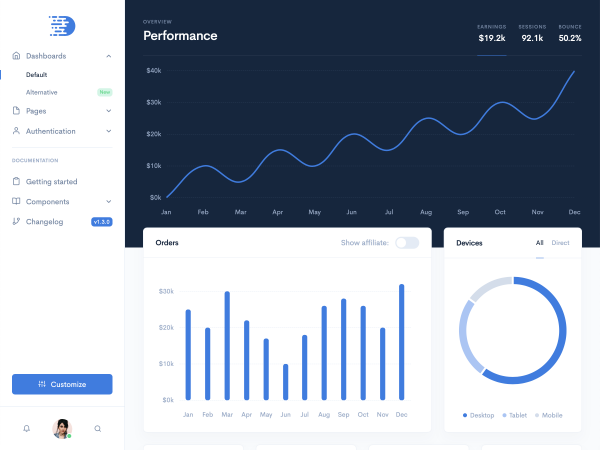 Dashboards
Default
Alternative New
Pages
Authentication
DOCUMENTATION
Getting started
Components
Changelog v1.3.0
Customize
OVERVIEW
Performance
EARNINGS SESSIONS BOUNCE
$19.2k 92.1k 50.2%
$40k
$30k
$20k
$10k
$0k
Jan Feb Mar Apr May Jun Jul Aug Sep Oct Nov Dec
Orders Show affiliate:
$30k
$20k
$10k
$0k
Jan Feb Mar Apr May Jun Jul Aug Sep Oct Nov Dec
Devices All Direct
Desktop Tablet Mobile